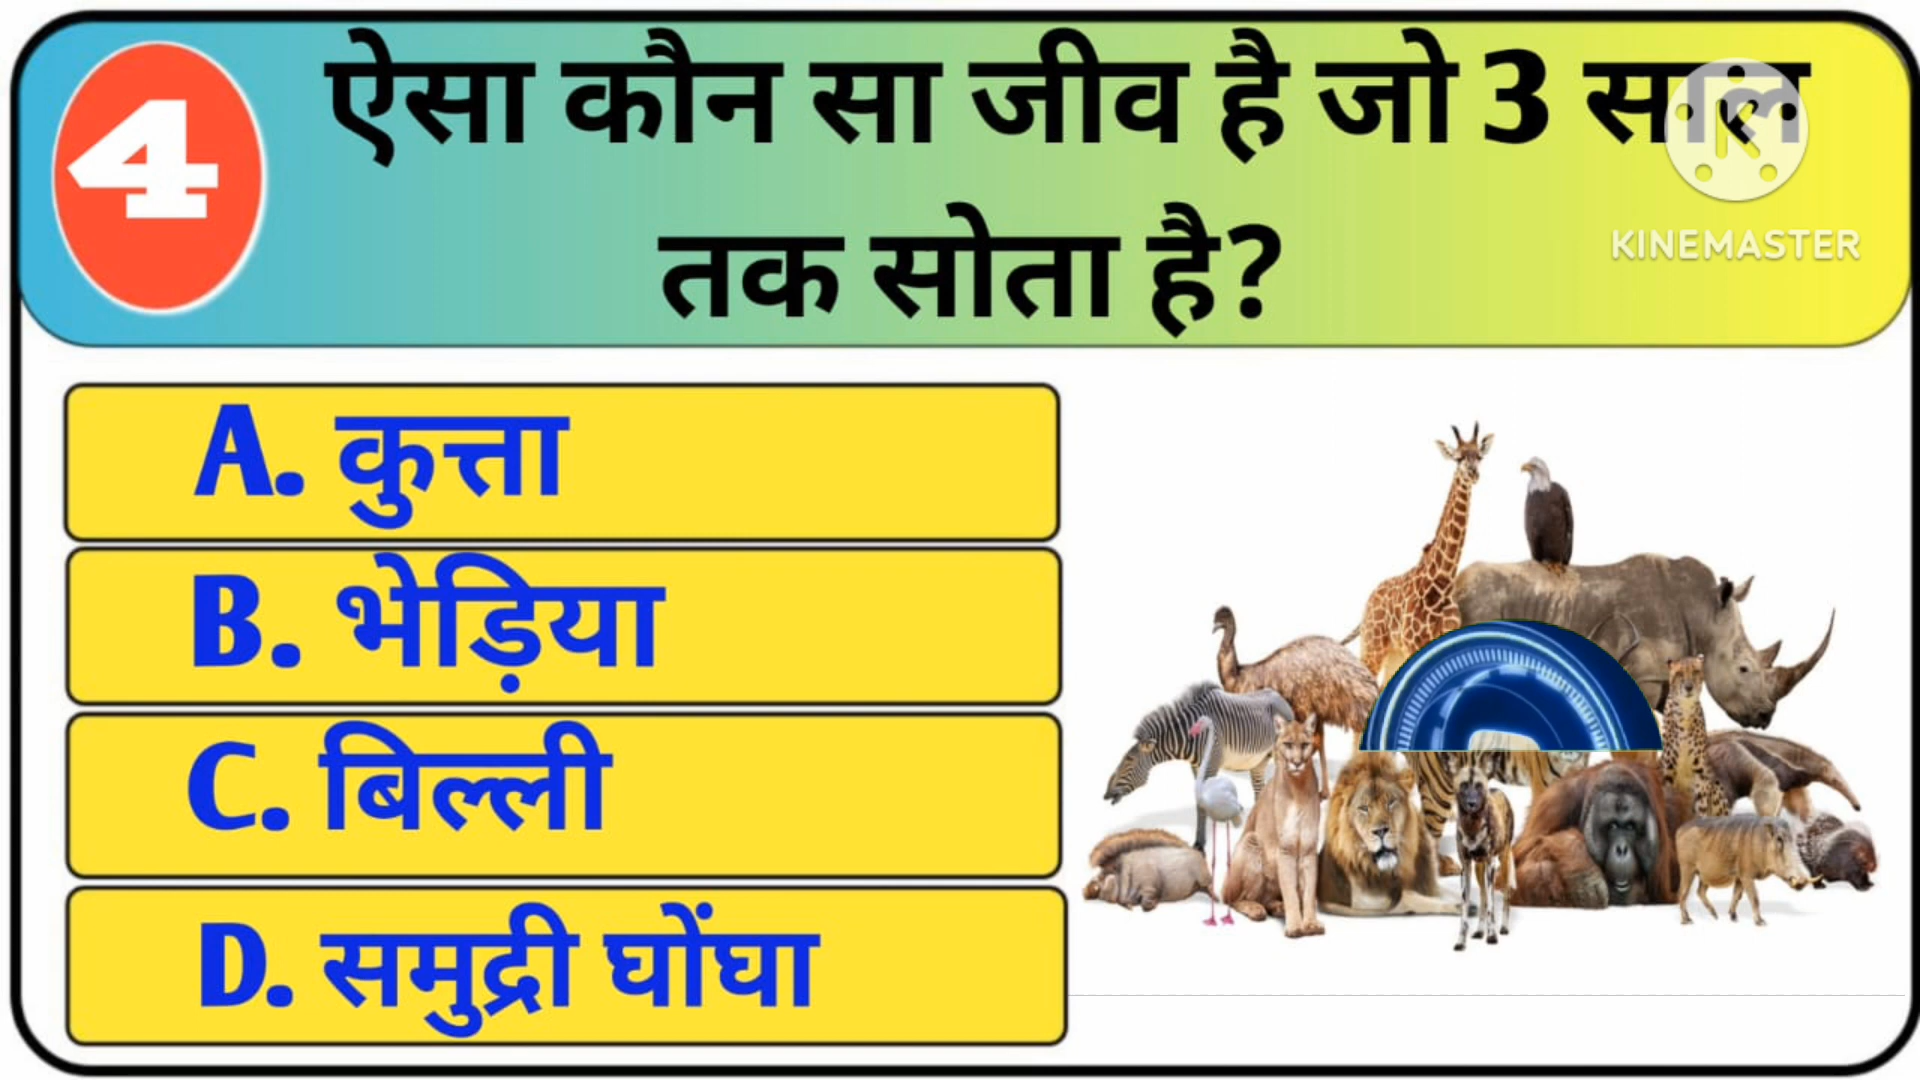 4
ऐसा कौन सा जीव है जो 3 साल
तक सोता है?
KINEMASTER
A. कुत्ता
B. भेड़िया
C. बिल्ली
D. समुद्री घोंघा